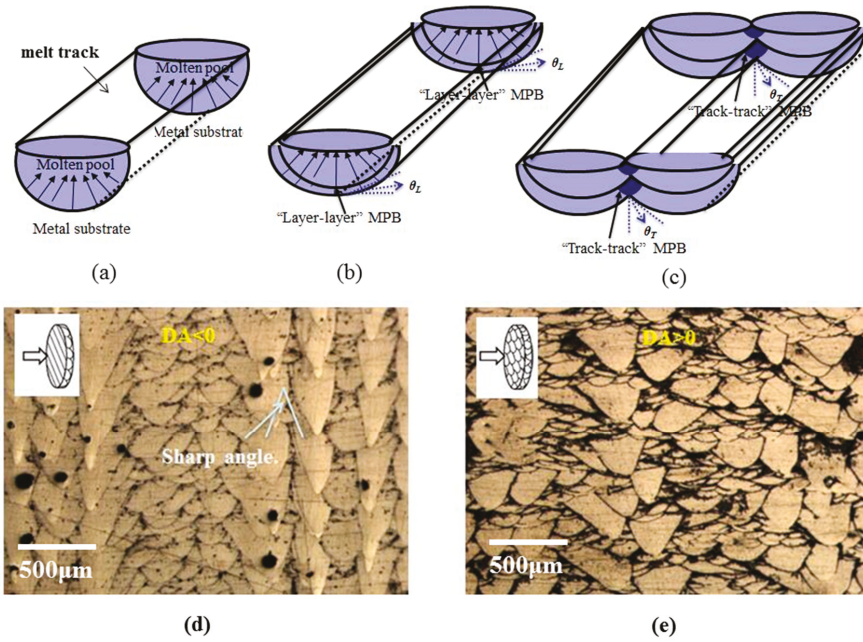 melt track
Molten pool
Metal substrat
Molten pool
Metal substrate
(a)
θL
"Layer-layer" MPB
θL
"Layer-layer" MPB
(b)
θT
"Track-track" MPB
θT
"Track-track" MPB
(c)
DA<0
Sharp angle.
500μm
(d)
DA>0
500μm
(e)